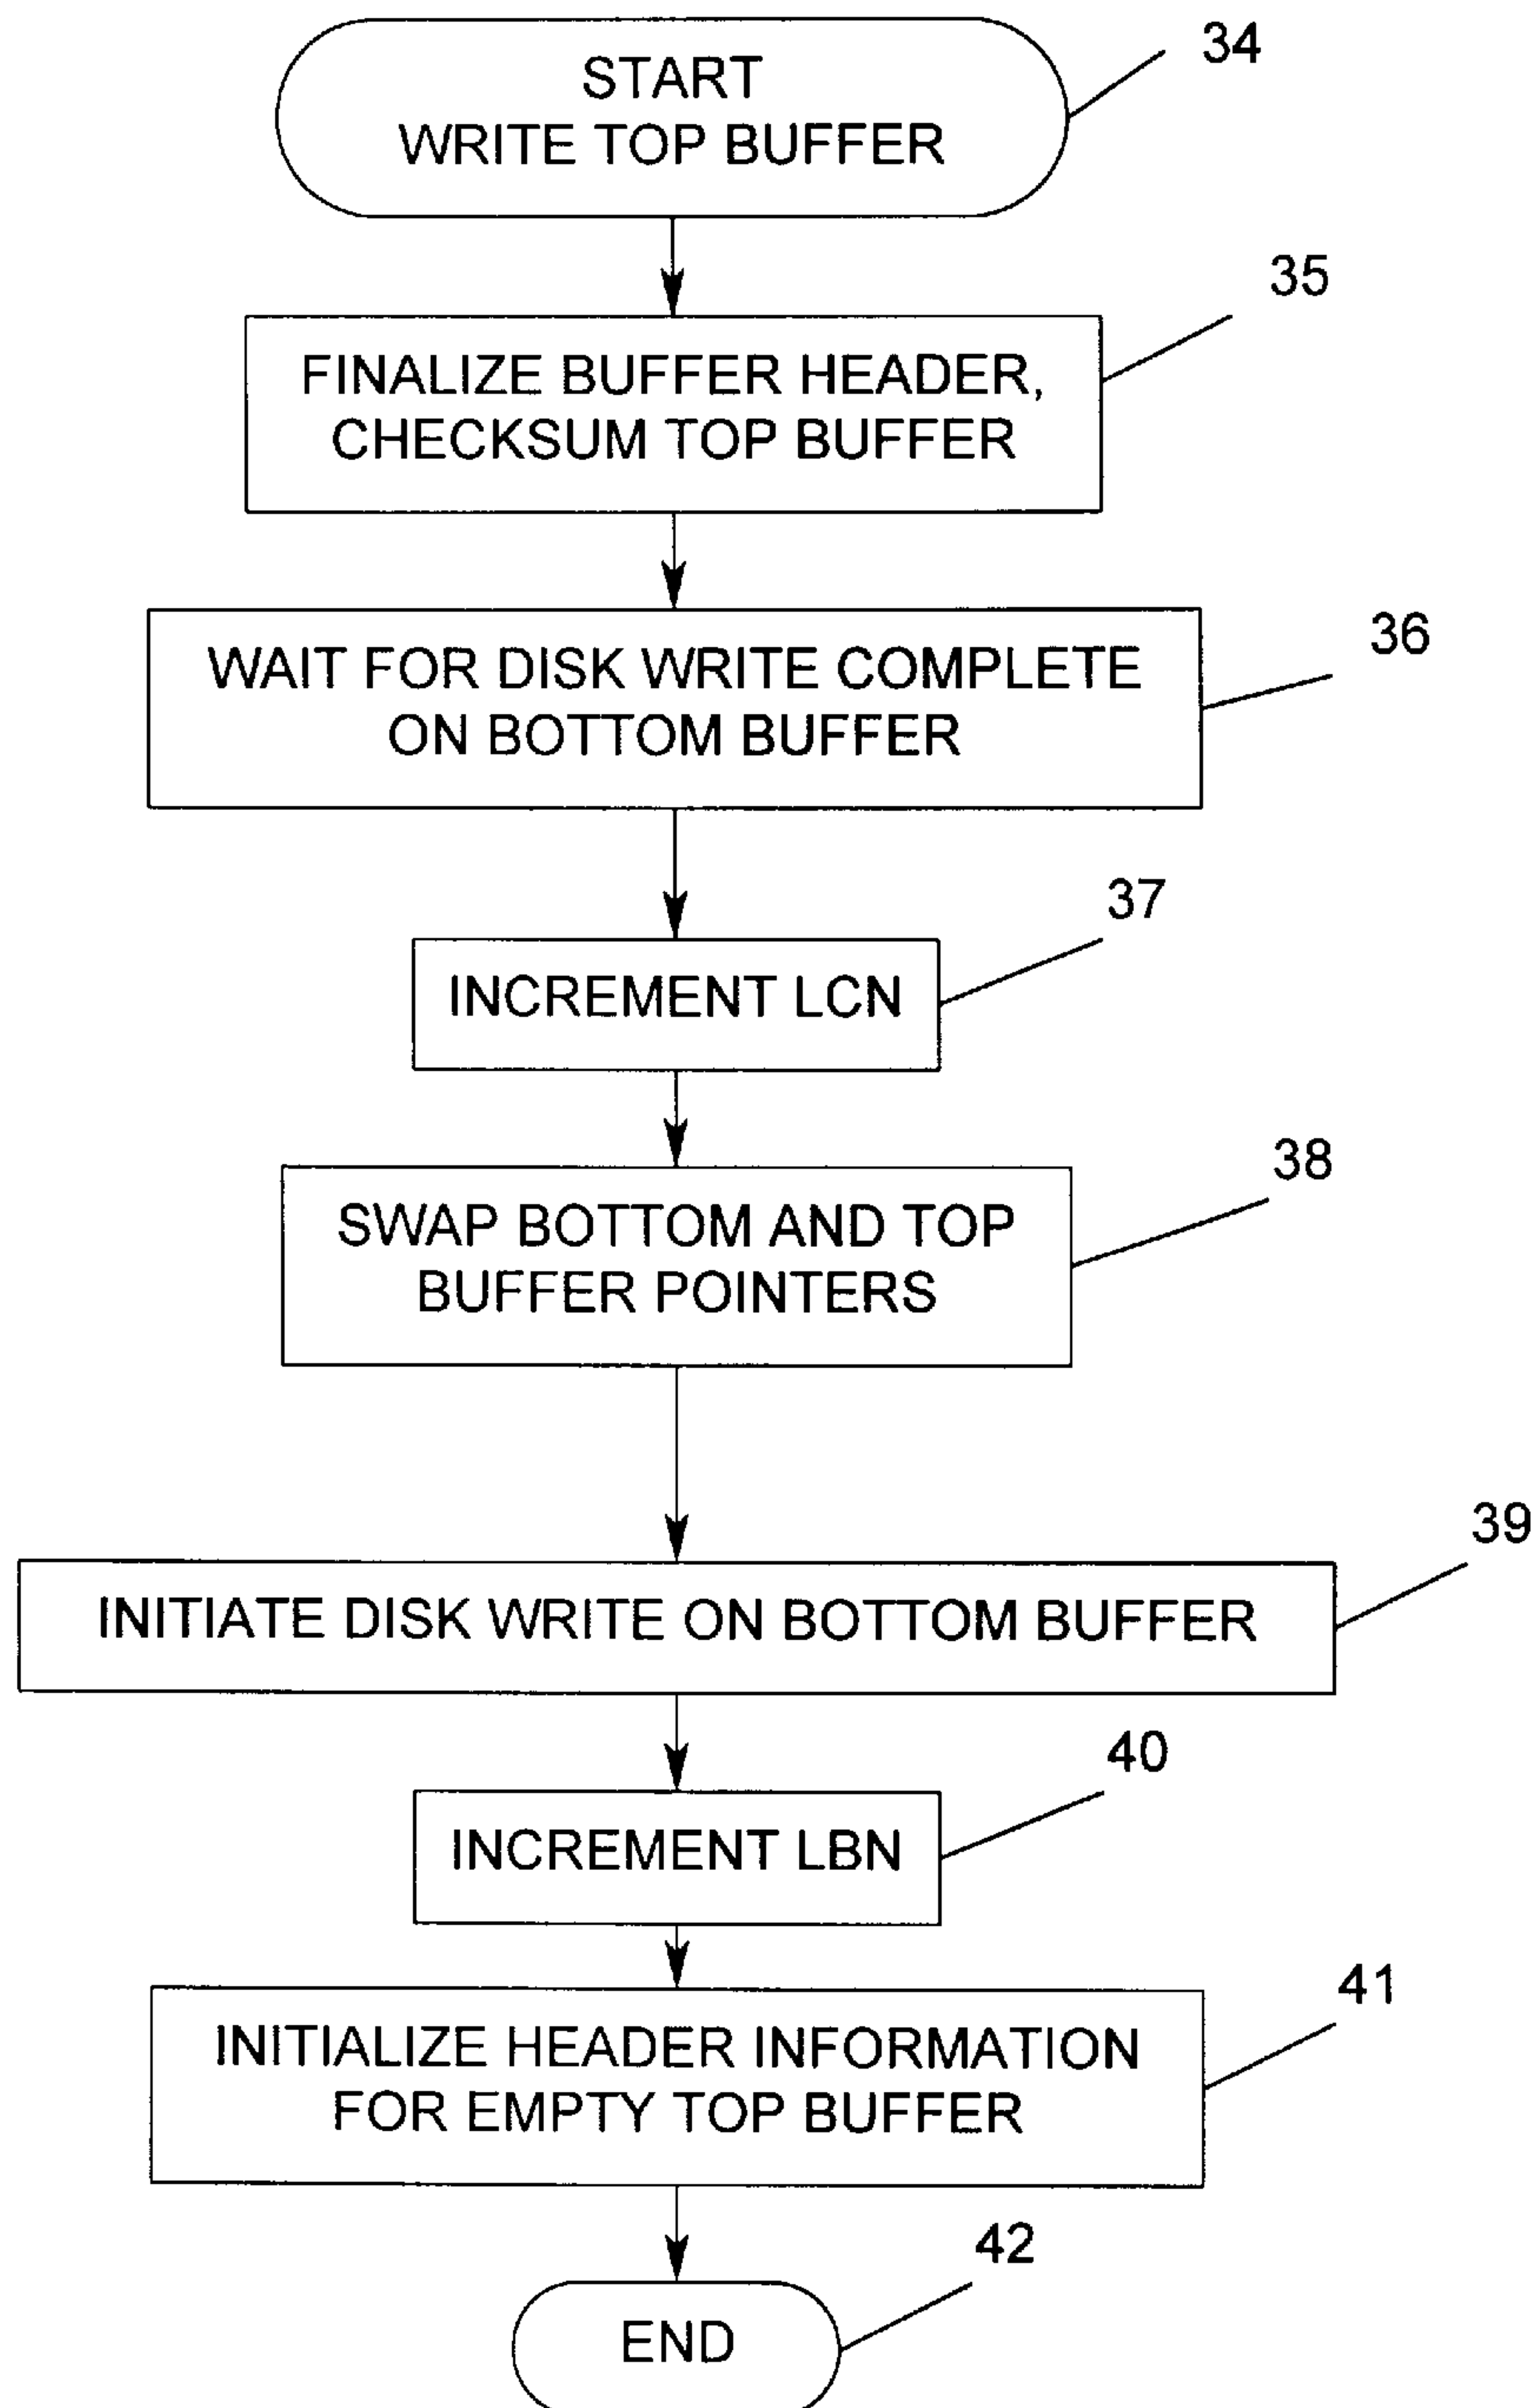 34
START
WRITE TOP BUFFER
35
FINALIZE BUFFER HEADER,
CHECKSUM TOP BUFFER
36
WAIT FOR DISK WRITE COMPLETE
ON BOTTOM BUFFER
37
INCREMENT LCN
38
SWAP BOTTOM AND TOP
BUFFER POINTERS
39
INITIATE DISK WRITE ON BOTTOM BUFFER
40
INCREMENT LBN
41
INITIALIZE HEADER INFORMATION
FOR EMPTY TOP BUFFER
42
END